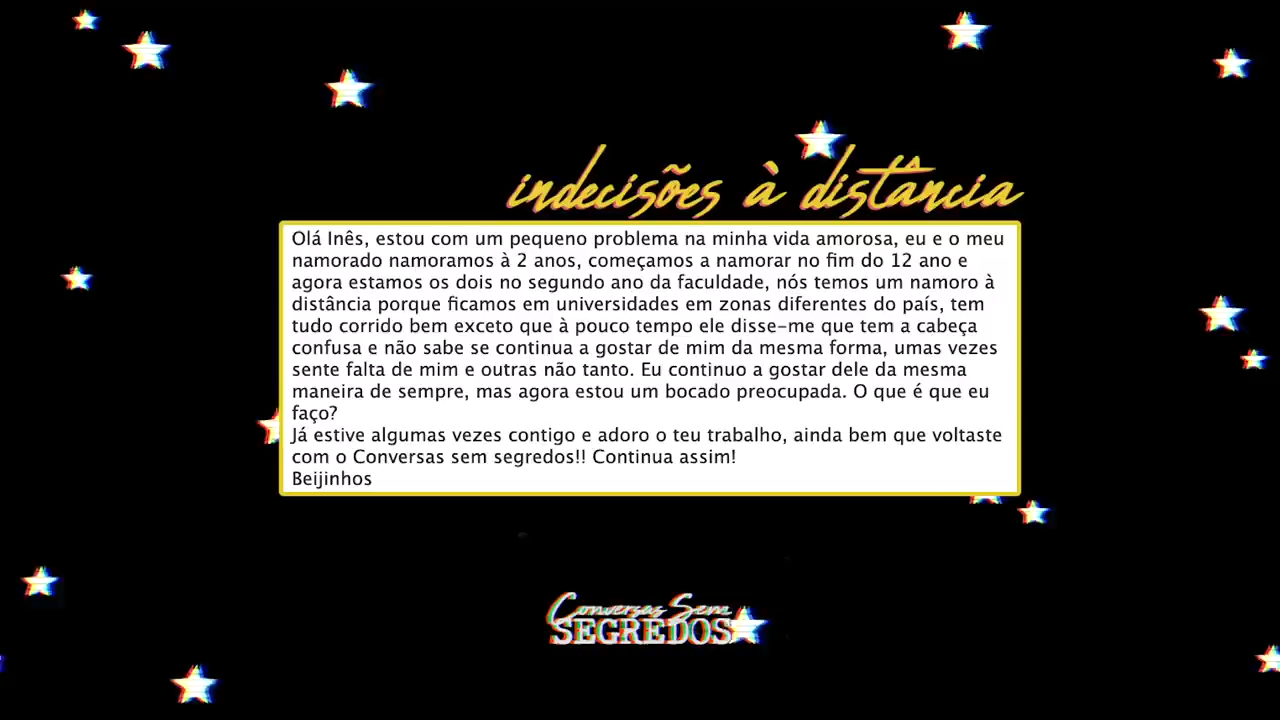 indecisões à distância
Olá Inês, estou com um pequeno problema na minha vida amorosa, eu e o meu
namorado namoramos à 2 anos, começamos a namorar no fim do 12 ano e
agora estamos os dois no segundo ano da faculdade, nós temos um namoro à
distância porque ficamos em universidades em zonas diferentes do país, tem
tudo corrido bem exceto que à pouco tempo ele disse-me que tem a cabeça
confusa e não sabe se continua a gostar de mim da mesma forma, umas vezes
sente falta de mim e outras não tanto. Eu continuo a gostar dele da mesma
maneira de sempre, mas agora estou um bocado preocupada. O que é que eu
faço?
Já estive algumas vezes contigo e adoro o teu trabalho, ainda bem que voltaste
com o Conversas sem segredos!! Continua assim!
Beijinhos
Conversas Sem
SEGREDOS